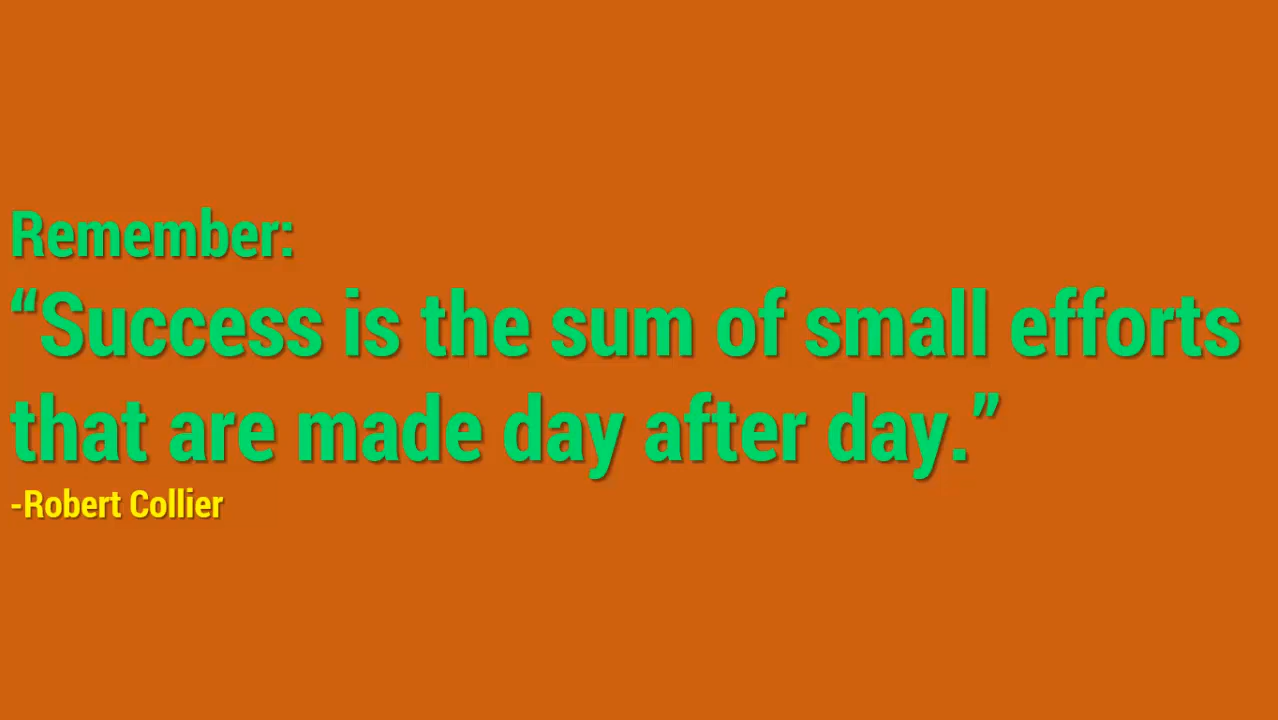 Remember:
“Success is the sum of small efforts
that are made day after day.”
-Robert Collier